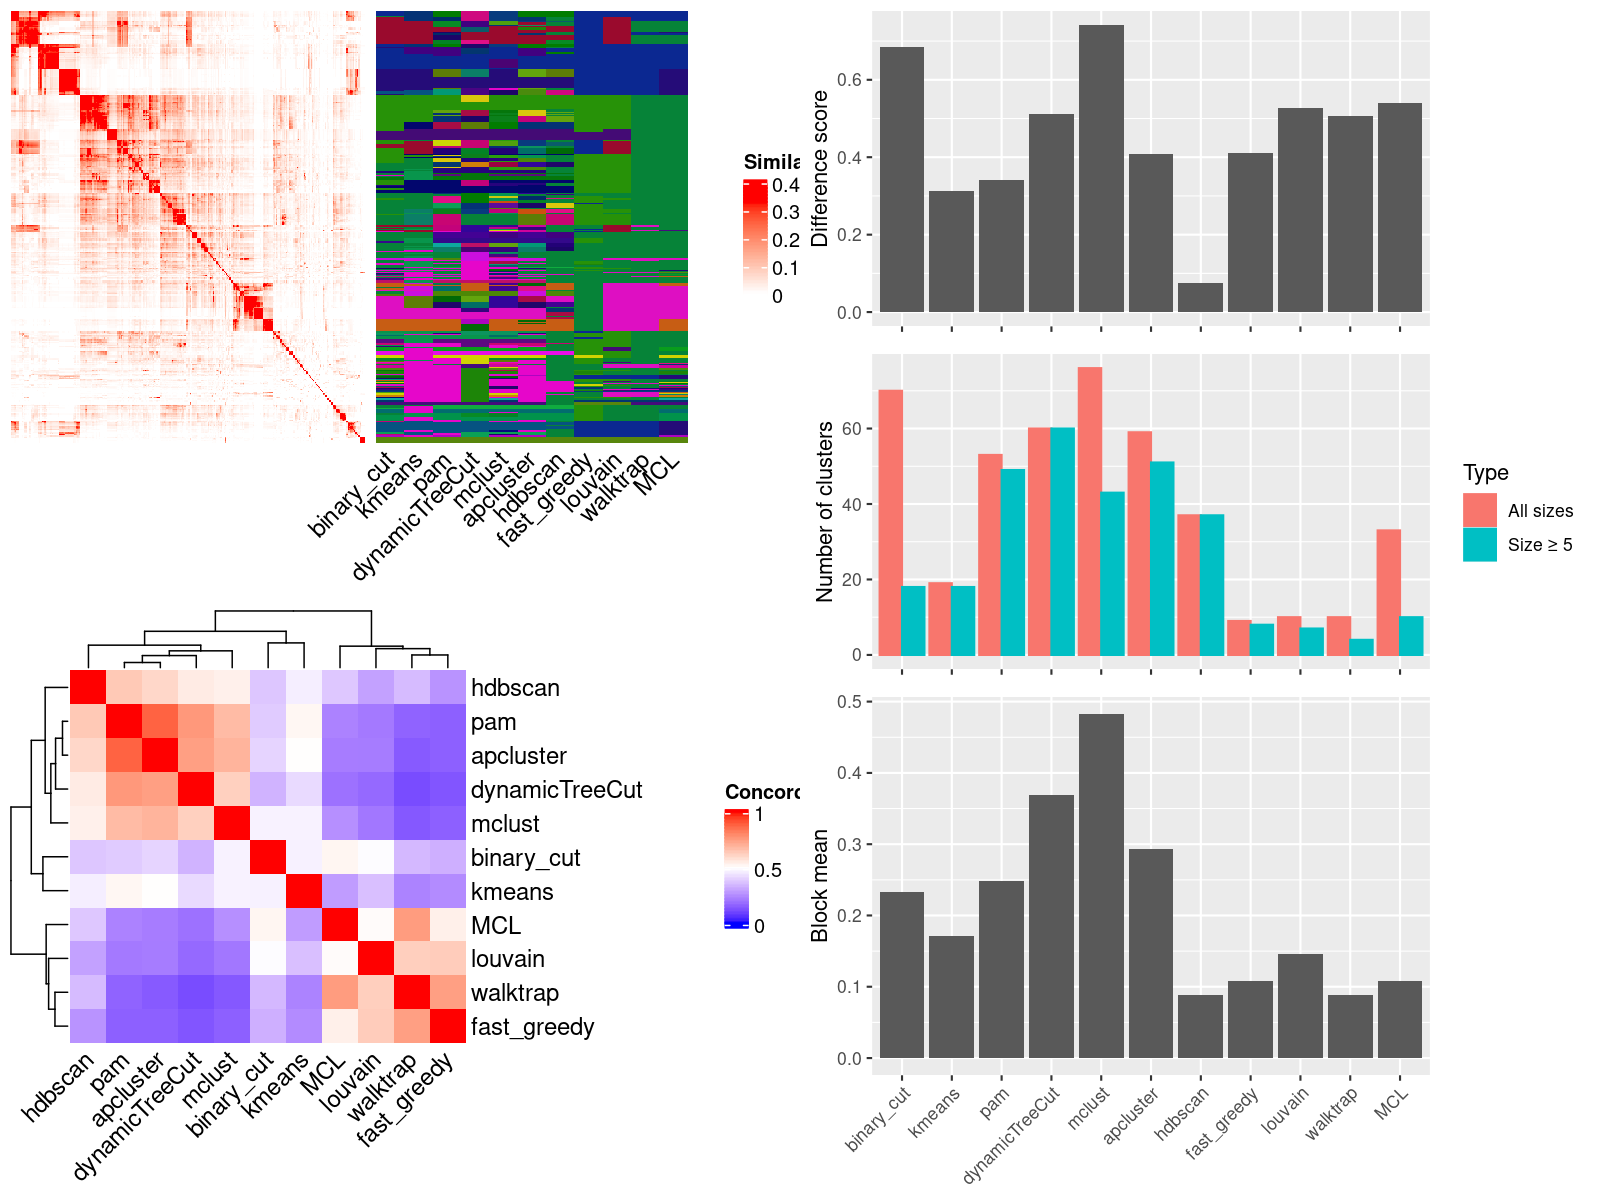 Simila
0.4
0.3
0.2
0.1
0
binary_cut
kmeans
pam
dynamicTreeCut
mclust
apcluster
hdbscan
fast_greedy
louvain
walktrap
MCL
Difference score
0.6
0.4
0.2
0.0
Number of clusters
60
40
20
0
Type
All sizes
Size ≥ 5
hdbscan
pam
apcluster
dynamicTreeCut
mclust
binary_cut
kmeans
MCL
louvain
walktrap
fast_greedy
hdbscan
pam
apcluster
dynamicTreeCut
mclust
binary_cut
kmeans
MCL
louvain
walktrap
fast_greedy
Concord
1
0.5
0
Block mean
0.5
0.4
0.3
0.2
0.1
0.0
binary_cut
kmeans
pam
dynamicTreeCut
mclust
apcluster
hdbscan
fast_greedy
louvain
walktrap
MCL